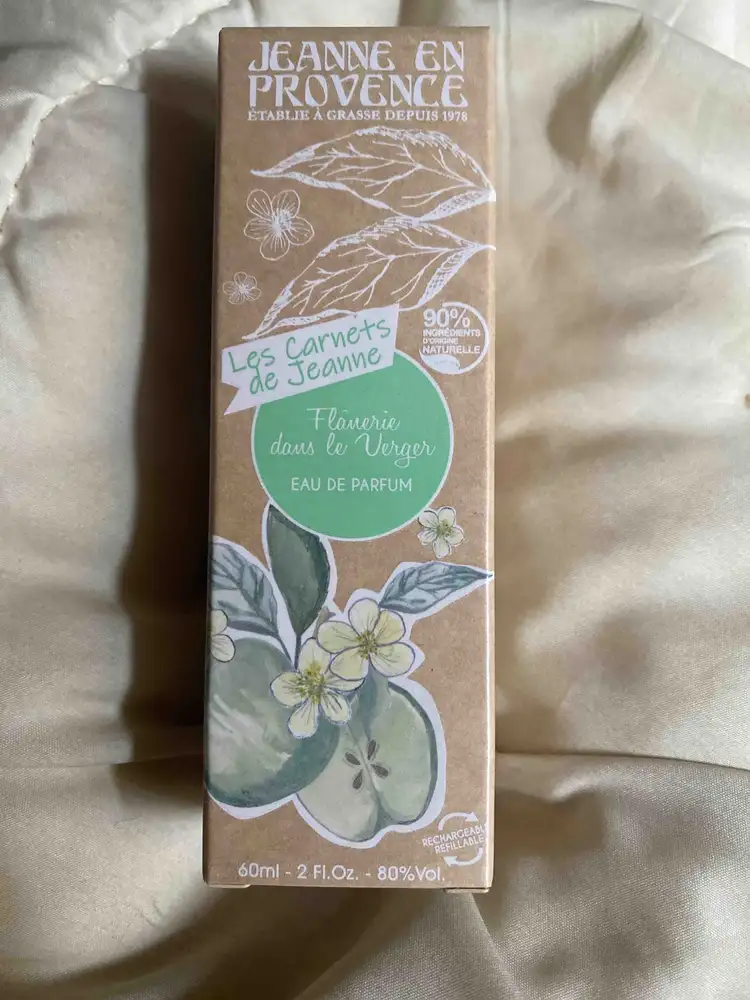 JEANNE EN
PROVENCE
ÉTABLIE À GRASSE DEPUIS 1978
90%
INGRÉDIENTS
D'ORIGINE
NATURELLE
Les Carnets
de Jeanne
Flânerie
dans le Verger
EAU DE PARFUM
RECHARGEABLE
REFILLABLE
60ml - 2 Fl.Oz. - 80%Vol.